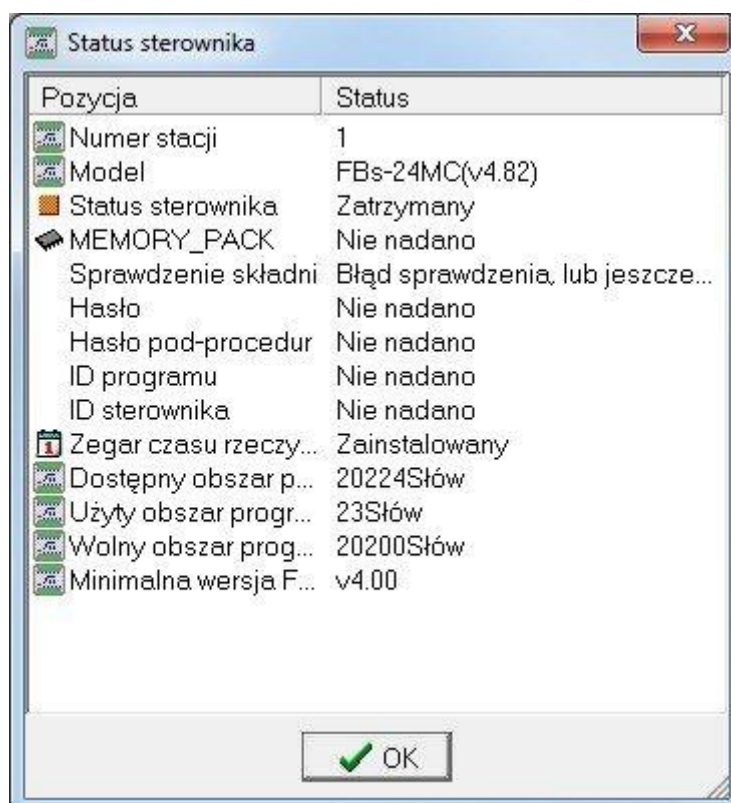 Status sterownika
Pozycja Status
Numer stacji 1
Model FBs-24MC(v4.82)
Status sterownika Zatrzymany
MEMORY_PACK Nie nadano
Sprawdzenie składni Błąd sprawdzenia, lub jeszcze...
Hasło Nie nadano
Hasło pod-procedur Nie nadano
ID programu Nie nadano
ID sterownika Nie nadano
Zegar czasu rzeczy... Zainstalowany
Dostępny obszar p... 20224Słów
Użyty obszar progr... 23Słów
Wolny obszar prog... 20200Słów
Minimalna wersja F... v4.00
OK